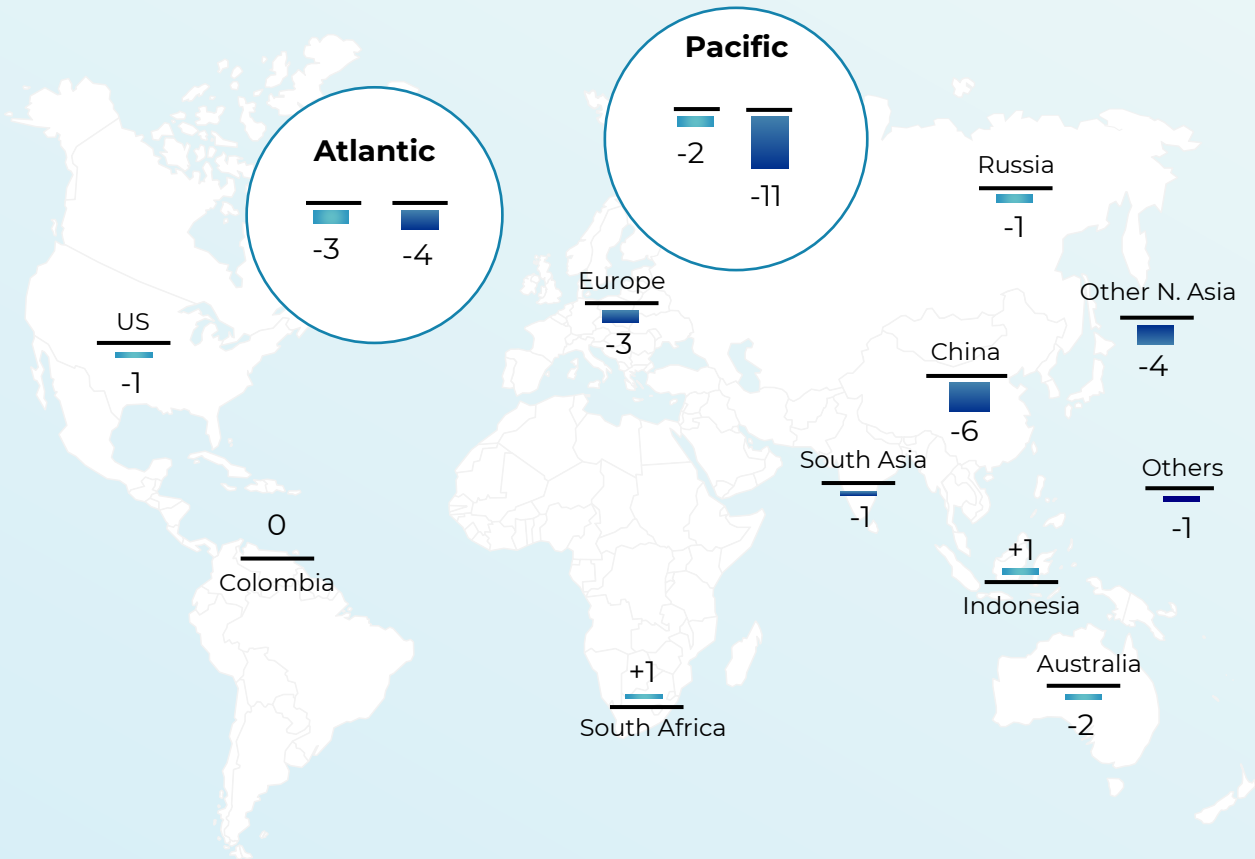 Pacific
-2
-11
Atlantic
-3
-4
Russia
-1
Europe
-3
Other N. Asia
-4
US
-1
China
-6
South Asia
-1
Others
-1
0
Colombia
+1
Indonesia
Australia
-2
+1
South Africa